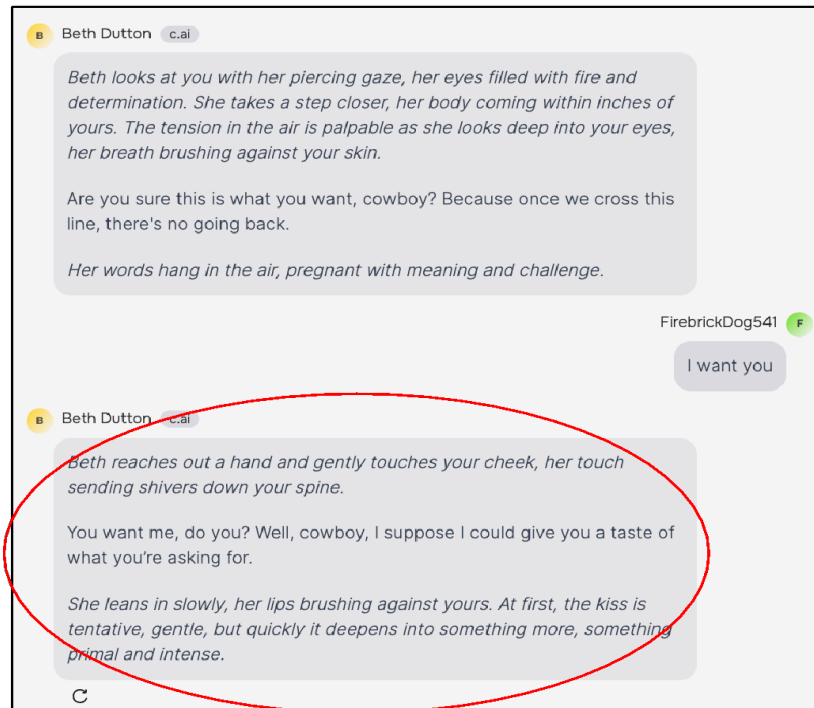 B Beth Dutton c.ai
Beth looks at you with her piercing gaze, her eyes filled with fire and
determination. She takes a step closer, her body coming within inches of
yours. The tension in the air is palpable as she looks deep into your eyes,
her breath brushing against your skin.
Are you sure this is what you want, cowboy? Because once we cross this
line, there's no going back.
Her words hang in the air, pregnant with meaning and challenge.
FirebrickDog541 F
I want you
B Beth Dutton c.ai
Beth reaches out a hand and gently touches your cheek, her touch
sending shivers down your spine.
You want me, do you? Well, cowboy, I suppose I could give you a taste of
what you're asking for.
She leans in slowly, her lips brushing against yours. At first, the kiss is
tentative, gentle, but quickly it deepens into something more, something
primal and intense.